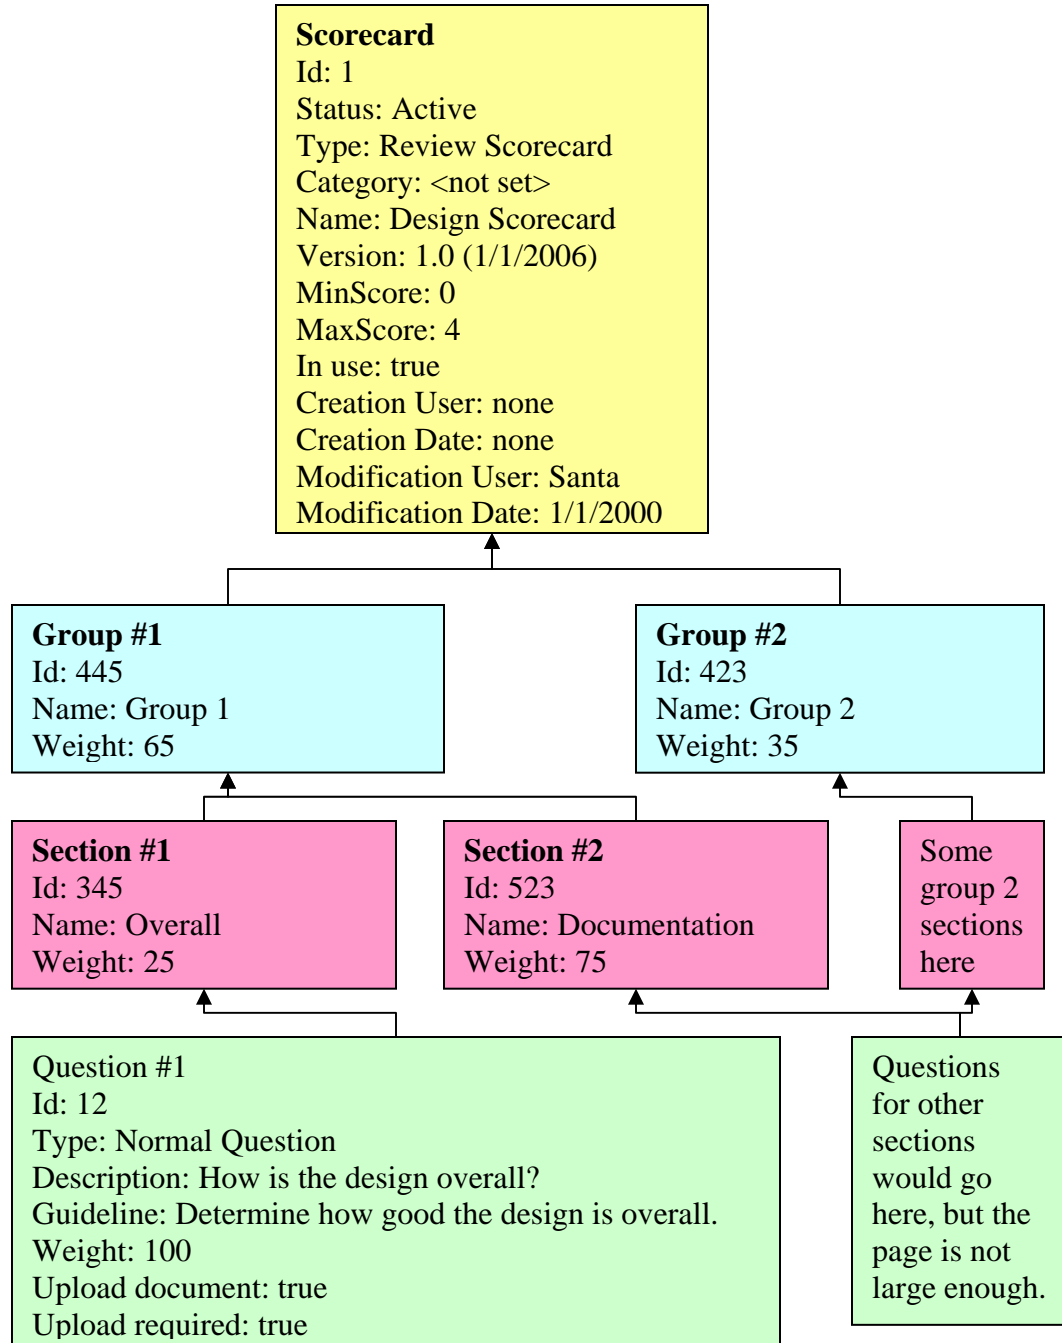 Scorecard
Id: 1
Status: Active
Type: Review Scorecard
Category: <not set>
Name: Design Scorecard
Version: 1.0 (1/1/2006)
MinScore: 0
MaxScore: 4
In use: true
Creation User: none
Creation Date: none
Modification User: Santa
Modification Date: 1/1/2000
Group #1
Id: 445
Name: Group 1
Weight: 65
Group #2
Id: 423
Name: Group 2
Weight: 35
Section #1
Id: 345
Name: Overall
Weight: 25
Section #2
Id: 523
Name: Documentation
Weight: 75
Some
group 2
sections
here
Question #1
Id: 12
Type: Normal Question
Description: How is the design overall?
Guideline: Determine how good the design is overall.
Weight: 100
Upload document: true
Upload required: true
Questions
for other
sections
would go
here, but the
page is not
large enough.